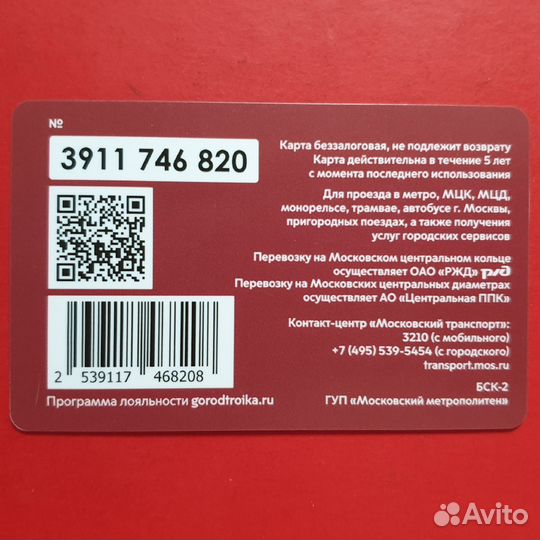 №
3911 746 820
Карта беззалоговая, не подлежит возврату
Карта действительна в течение 5 лет
с момента последнего использования
Для проезда в метро, МЦК, МЦД,
монорельсе, трамвае, автобусе г. Москвы,
пригородных поездах, а также получения
услуг городских сервисов
Перевозку на Московском центральном кольце
осуществляет ОАО «РЖД» РЖД
Перевозку на Московских центральных диаметрах
осуществляет АО «Центральная ППК»
Контакт-центр «Московский транспорт»:
3210 (с мобильного)
+7 (495) 539-5454 (с городского)
transport.mos.ru
БСК-2
ГУП «Московский метрополитен»
2 539117 468208
Программа лояльности gorodtroika.ru
Avito